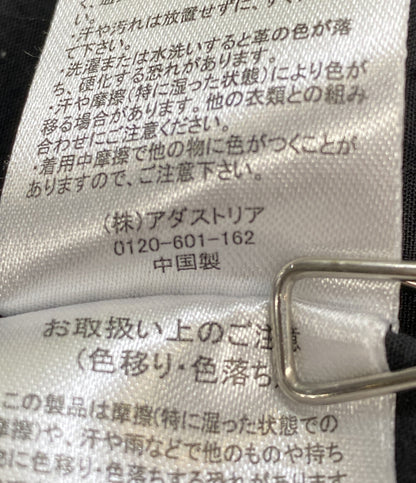 い。
・汗や汚れは放置せずに、すぐ
て下さい。
・洗濯または水洗いすると革の色が落
ち、硬化する恐れがあります。
・汗や摩擦(特に湿った状態)により色が
移る場合があります。他の衣類との組み
合わせにご注意ください。
・着用中摩擦で他の物に色がつくことが
ありますので、ご注意下さい。
(株)アダストリア
0120-601-162
中国製
お取扱い上のご注意
(色移り・色落ち
この製品は摩擦(特に湿った状態での
や、汗や雨などで他のものや持ち
に色移り・色落ちする恐れが